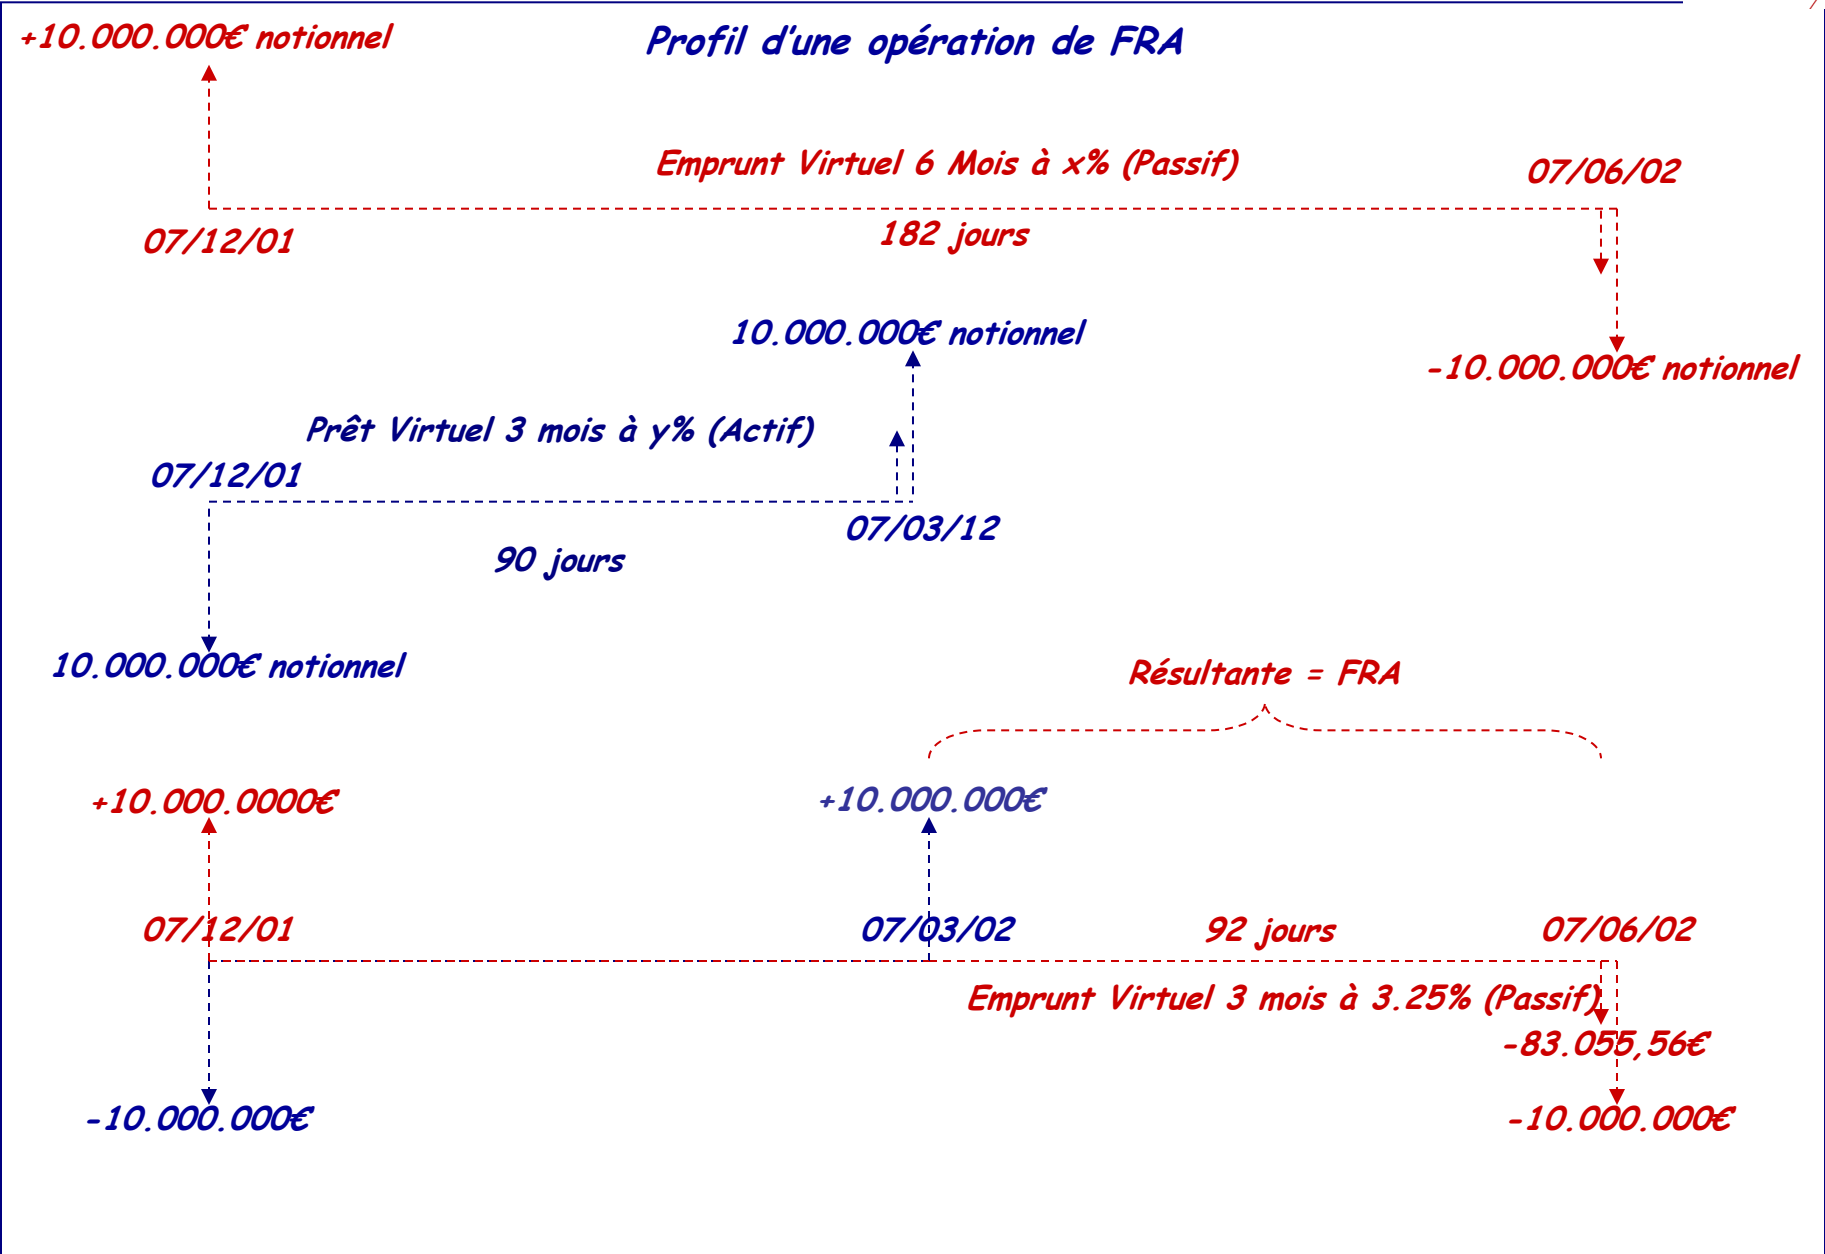 +10.000.000€ notionnel
Profil d'une opération de FRA
Emprunt Virtuel 6 Mois à x% (Passif)
07/06/02
07/12/01
182 jours
10.000.000€ notionnel
-10.000.000€ notionnel
Prêt Virtuel 3 mois à y% (Actif)
07/12/01
07/03/12
90 jours
10.000.000€ notionnel
Résultante = FRA
+10.000.0000€
+10.000.000€
07/12/01
07/03/02
92 jours
07/06/02
Emprunt Virtuel 3 mois à 3.25% (Passif)
-83.055,56€
-10.000.000€
-10.000.000€